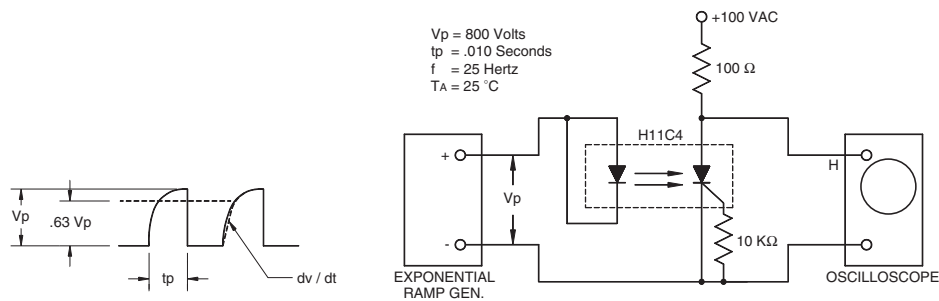 Vp = 800 Volts
tp = .010 Seconds
f = 25 Hertz
TA = 25 °C
+100 VAC
100 Ω
H11C4
+
Vp
-
H
10 KΩ
EXPONENTIAL
RAMP GEN.
OSCILLOSCOPE
Vp
.63 Vp
tp
dv / dt